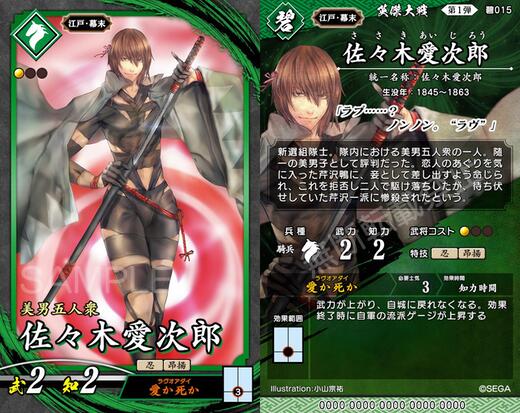 江戸・幕末
SAMPLE
美男五人衆
佐々木愛次郎
忍 昂揚
武2 知2
ラヴオアダイ
愛か死か
3
碧
江戸・幕末
英傑大戦
第1弾
碧015
ささきあいじろう
佐々木愛次郎
統一名称:佐々木愛次郎
生没年:1845~1863
「ラブ……?
ノンノン。“ラヴ”」
新選組隊士。隊内における美男五人衆の一人。随
一の美男子として評判だった。恋人のあぐりを気
に入った芹沢鴨に、妾として差し出すよう命じら
れ、これを拒否し二人で駆け落ちしたが、待ち伏
せしていた芹沢一派に惨殺されたという。
兵種 武力 知力 武将コスト
騎兵 2 2
特技 忍 昂揚
ラヴオアダイ 必要士気 効果時間
愛か死か 3 知力時間
効果範囲
武力が上がり、自城に戻れなくなる。効果
終了時に自軍の流派ゲージが上昇する
Illustration:小山宗祐
©SEGA
0000-0000-0000-0000-0000